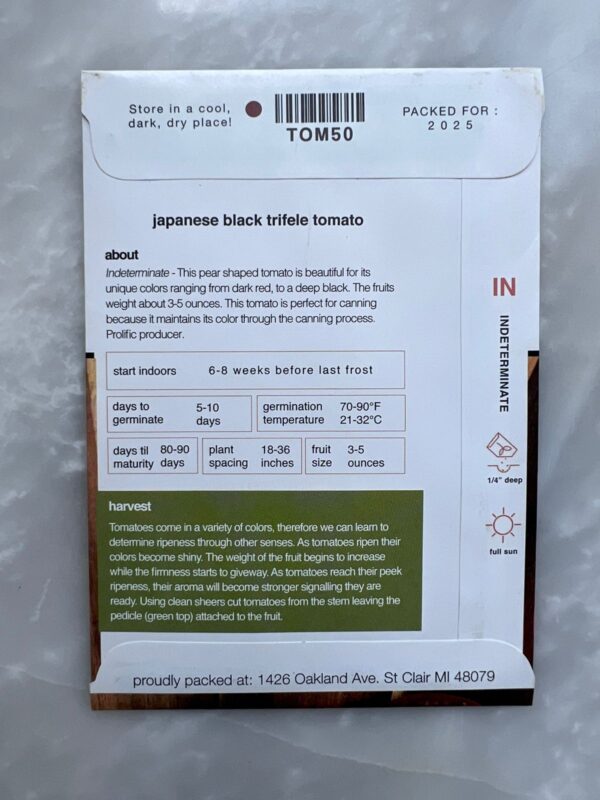 Store in a cool,
dark, dry place!
TOM50
PACKED FOR :
2025
japanese black trifele tomato
about
Indeterminate - This pear shaped tomato is beautiful for its
unique colors ranging from dark red, to a deep black. The fruits
weight about 3-5 ounces. This tomato is perfect for canning
because it maintains its color through the canning process.
Prolific producer.
start indoors 6-8 weeks before last frost
days to
germinate
5-10
days
germination
temperature
70-90°F
21-32°C
days til
maturity
80-90
days
plant
spacing
18-36
inches
fruit
size
3-5
ounces
harvest
Tomatoes come in a variety of colors, therefore we can learn to
determine ripeness through other senses. As tomatoes ripen their
colors become shiny. The weight of the fruit begins to increase
while the firmness starts to giveway. As tomatoes reach their peek
ripeness, their aroma will become stronger signalling they are
ready. Using clean sheers cut tomatoes from the stem leaving the
pedicle (green top) attached to the fruit.
IN
INDETERMINATE
1/4" deep
full sun
proudly packed at: 1426 Oakland Ave. St Clair MI 48079